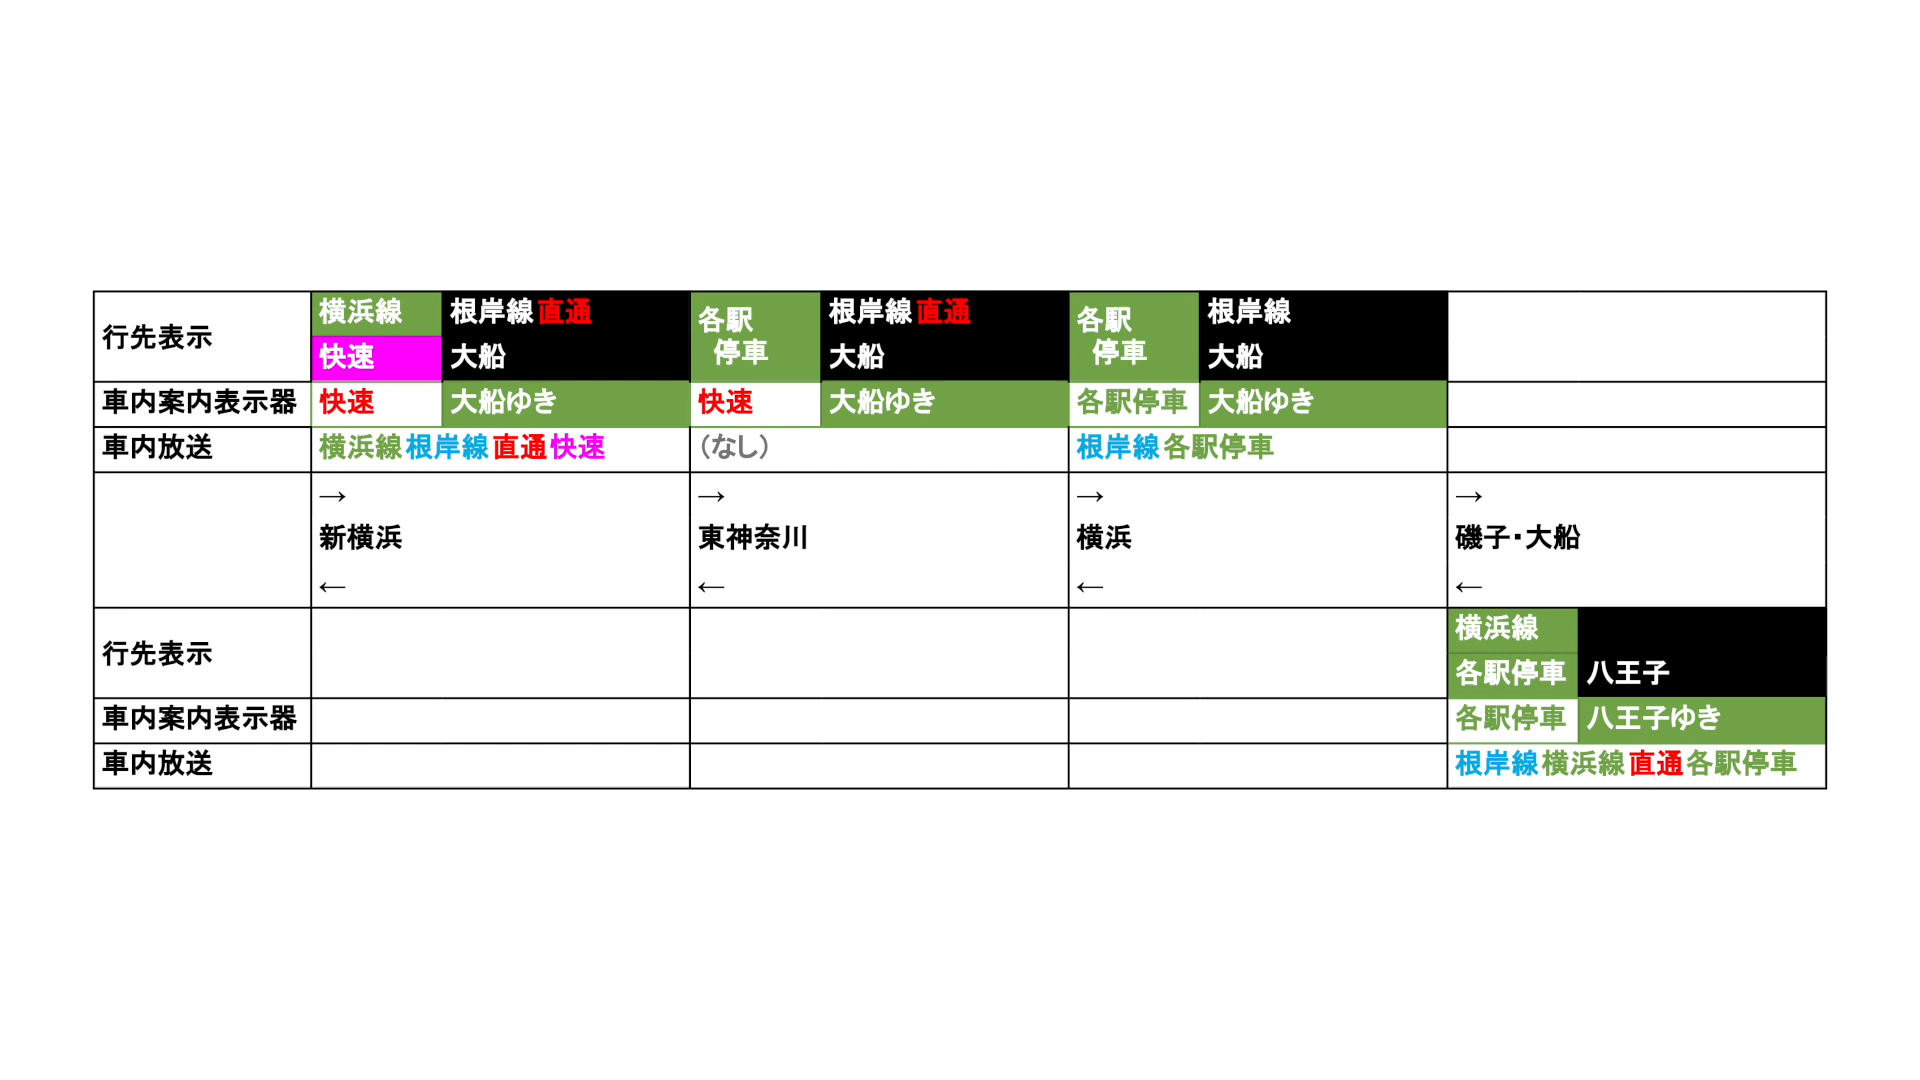 行先表示
横浜線
快速
根岸線直通
大船
各駅
停車
根岸線直通
大船
各駅
停車
根岸線
大船
車内案内表示器
快速
大船ゆき
快速
大船ゆき
各駅停車
大船ゆき
車内放送
横浜線根岸線直通快速
（なし）
根岸線各駅停車
→
新横浜
←
→
東神奈川
←
→
横浜
←
→
磯子・大船
←
行先表示
横浜線
各駅停車
八王子
車内案内表示器
各駅停車
八王子ゆき
車内放送
根岸線横浜線直通各駅停車